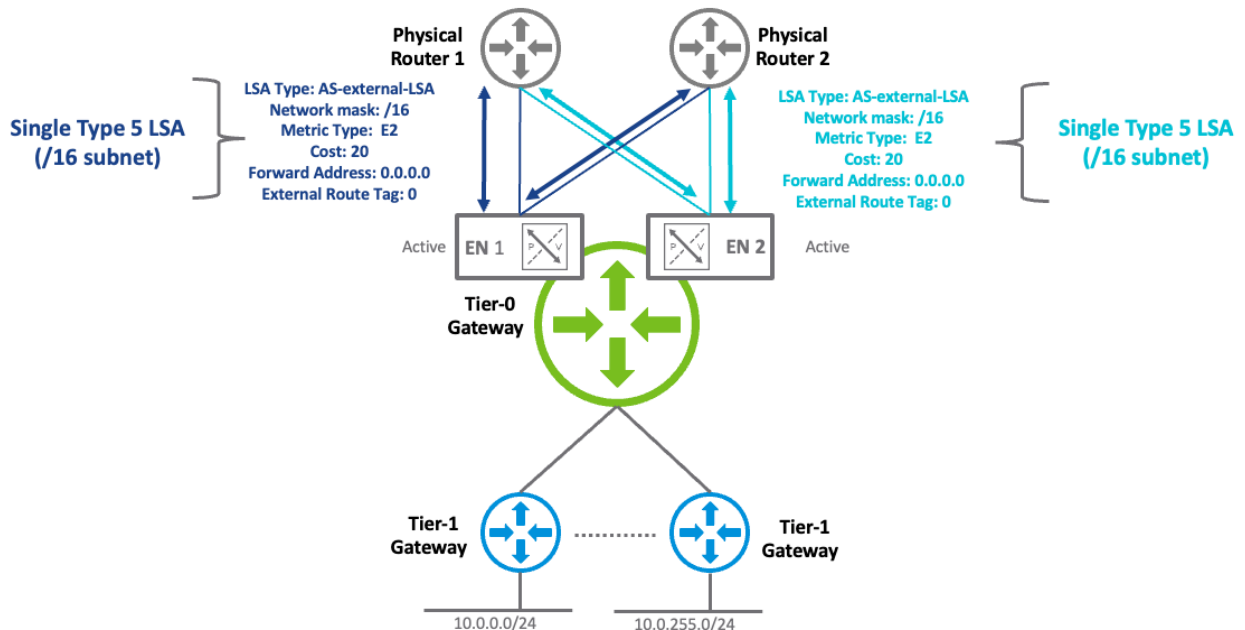 Physical
Router 1
Physical
Router 2
Single Type 5 LSA
(/16 subnet)
LSA Type: AS-external-LSA
Network mask: /16
Metric Type:  E2
Cost: 20
Forward Address: 0.0.0.0
External Route Tag: 0
LSA Type: AS-external-LSA
Network mask: /16
Metric Type:  E2
Cost: 20
Forward Address: 0.0.0.0
External Route Tag: 0
Single Type 5 LSA
(/16 subnet)
Active
EN 1
P
V
P
V
EN 2
Active
Tier-0
Gateway
Tier-1
Gateway
Tier-1
Gateway
10.0.0.0/24
10.0.255.0/24